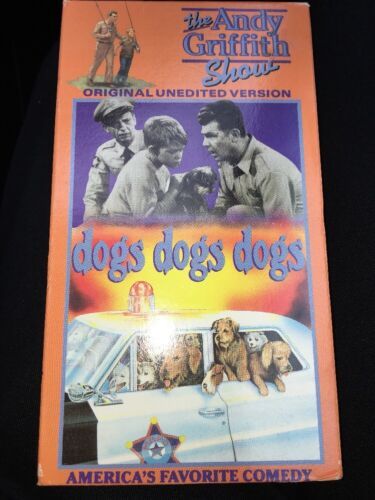 the Andy
Griffith
Show
ORIGINAL UNEDITED VERSION
dogs dogs dogs
AMERICA'S FAVORITE COMEDY